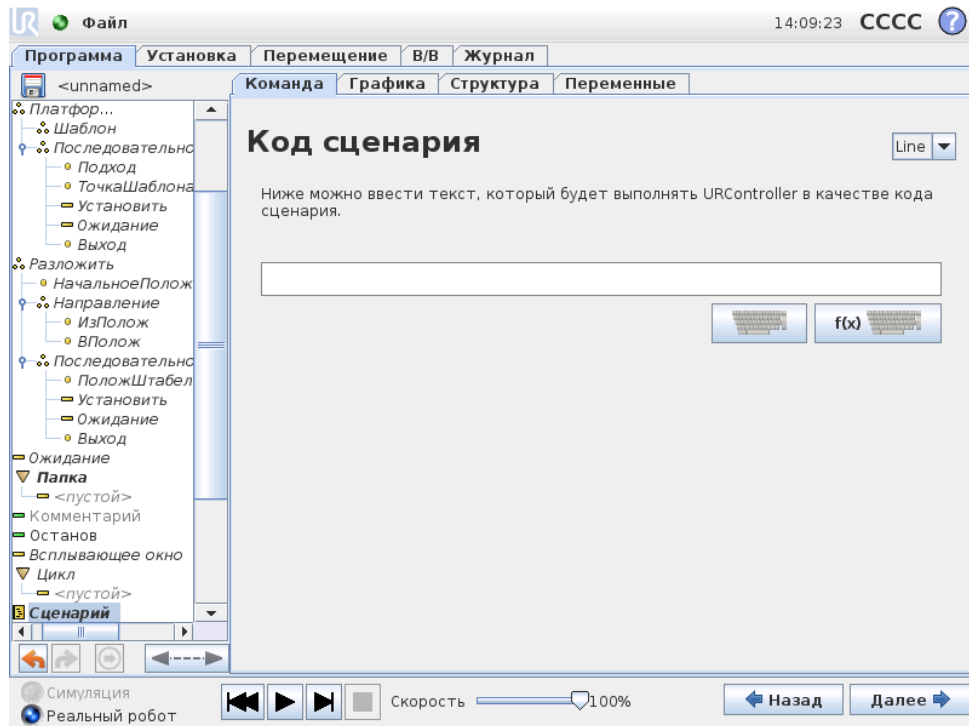 UR Файл 14:09:23 CCCC ?
Программа Установка Перемещение В/В Журнал
<unnamed>
Команда Графика Структура Переменные
Платфор...
Шаблон
Последовательно
Подход
ТочкаШаблона
Установить
Ожидание
Выход
Разложить
НачальноеПолож
Направление
ИзПолож
ВПолож
Последовательно
ПоложШтабел
Установить
Ожидание
Выход
Ожидание
Папка
<пустой>
Комментарий
Останов
Всплывающее окно
Цикл
<пустой>
Сценарий
Код сценария
Line
Ниже можно ввести текст, который будет выполнять URController в качестве кода
сценария.
f(x)
Симуляция
Реальный робот
Скорость 100%
Назад Далее